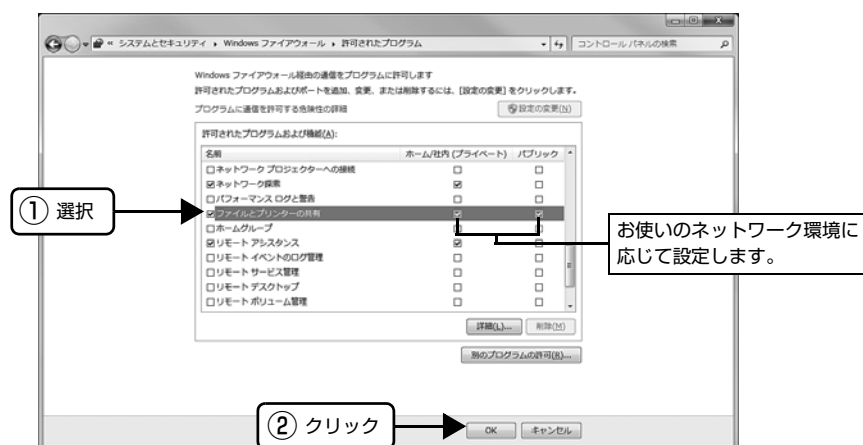 « システムとセキュリティ ▸ Windows ファイアウォール ▸ 許可されたプログラム
コントロール パネルの検索
Windows ファイアウォール経由の通信をプログラムに許可します
許可されたプログラムおよびポートを追加、変更、または削除するには、[設定の変更] をクリックします。
プログラムに通信を許可する危険性の詳細
設定の変更(N)
許可されたプログラムおよび機能(A):
名前 ホーム/社内 (プライベート) パブリック
ネットワーク プロジェクターへの接続
ネットワーク探索
パフォーマンス ログと警告
① 選択
ファイルとプリンターの共有
ホームグループ
リモート アシスタンス
リモート イベントのログ管理
リモート サービス管理
リモート デスクトップ
リモート ボリューム管理
お使いのネットワーク環境に
応じて設定します。
詳細(L)... 削除(M)
別のプログラムの許可(R)...
② クリック
OK キャンセル